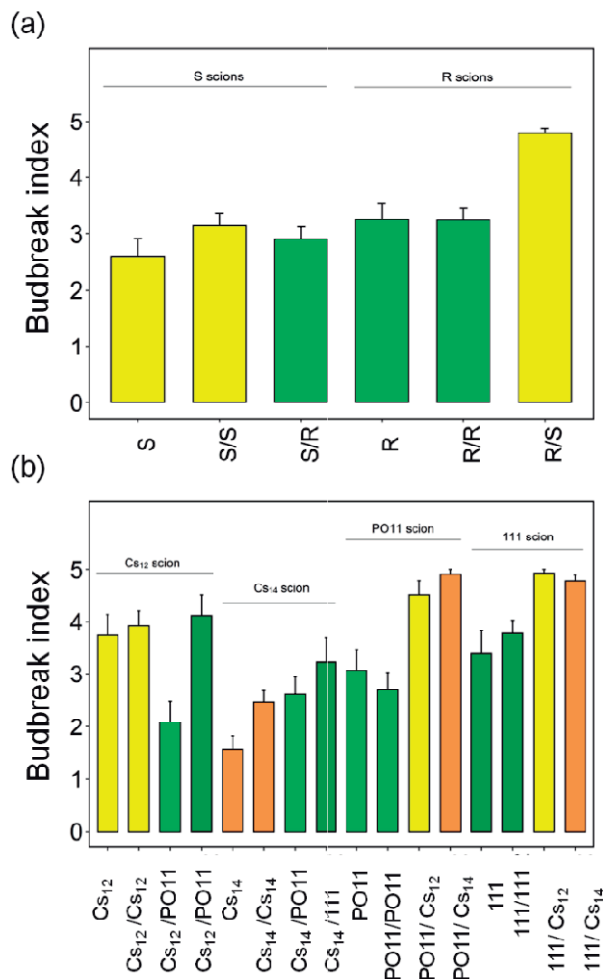 (a)
S scions
R scions
Budbreak index
5
4
3
2
1
0
S
S/S
S/R
R
R/R
R/S
(b)
Cs₁₂ scion
Cs₁₄ scion
PO11 scion
111 scion
Budbreak index
5
4
3
2
1
0
Cs₁₂
Cs₁₂/Cs₁₂
Cs₁₂/PO11
Cs₁₂/PO11
Cs₁₄
Cs₁₄/Cs₁₄
Cs₁₄/PO11
Cs₁₄/111
PO11
PO11/PO11
PO11/ Cs₁₂
PO11/ Cs₁₄
111
111/111
111/ Cs₁₂
111/ Cs₁₄